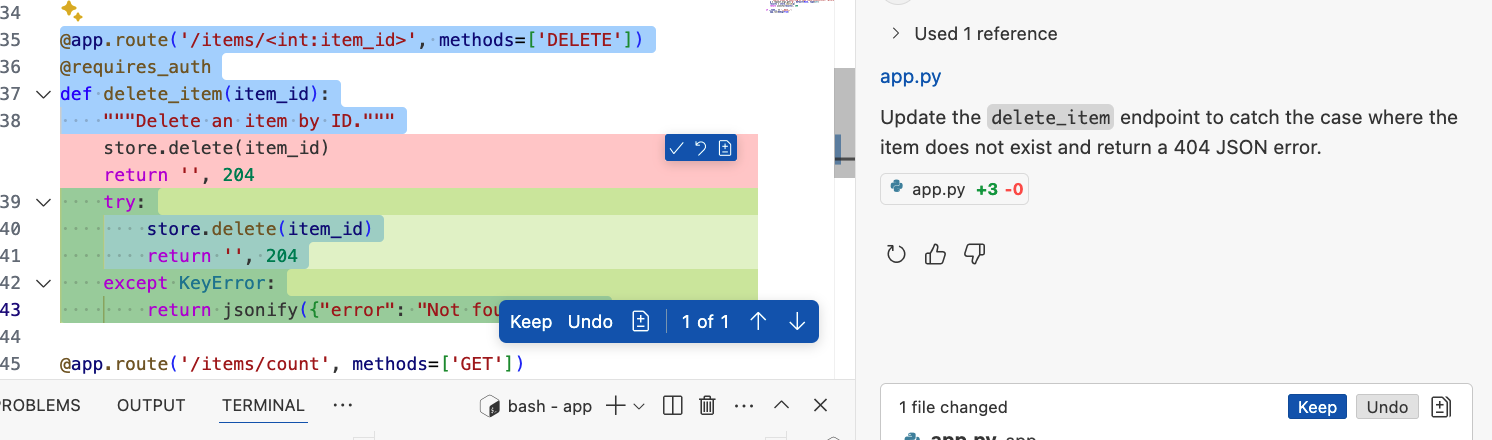 34
35 @app.route('/items/<int:item_id>', methods=['DELETE'])
36 @requires_auth
37 def delete_item(item_id):
38 """Delete an item by ID."""
store.delete(item_id)
return '', 204
39 try:
40 store.delete(item_id)
41 return '', 204
42 except KeyError:
43 return jsonify({"error": "Not
44
45 @app.route('/items/count', methods=['GET'])
Keep Undo 1 of 1
PROBLEMS OUTPUT TERMINAL ···
bash - app
Used 1 reference
app.py
Update the delete_item endpoint to catch the case where the
item does not exist and return a 404 JSON error.
app.py +3 -0
1 file changed Keep Undo
app.py app